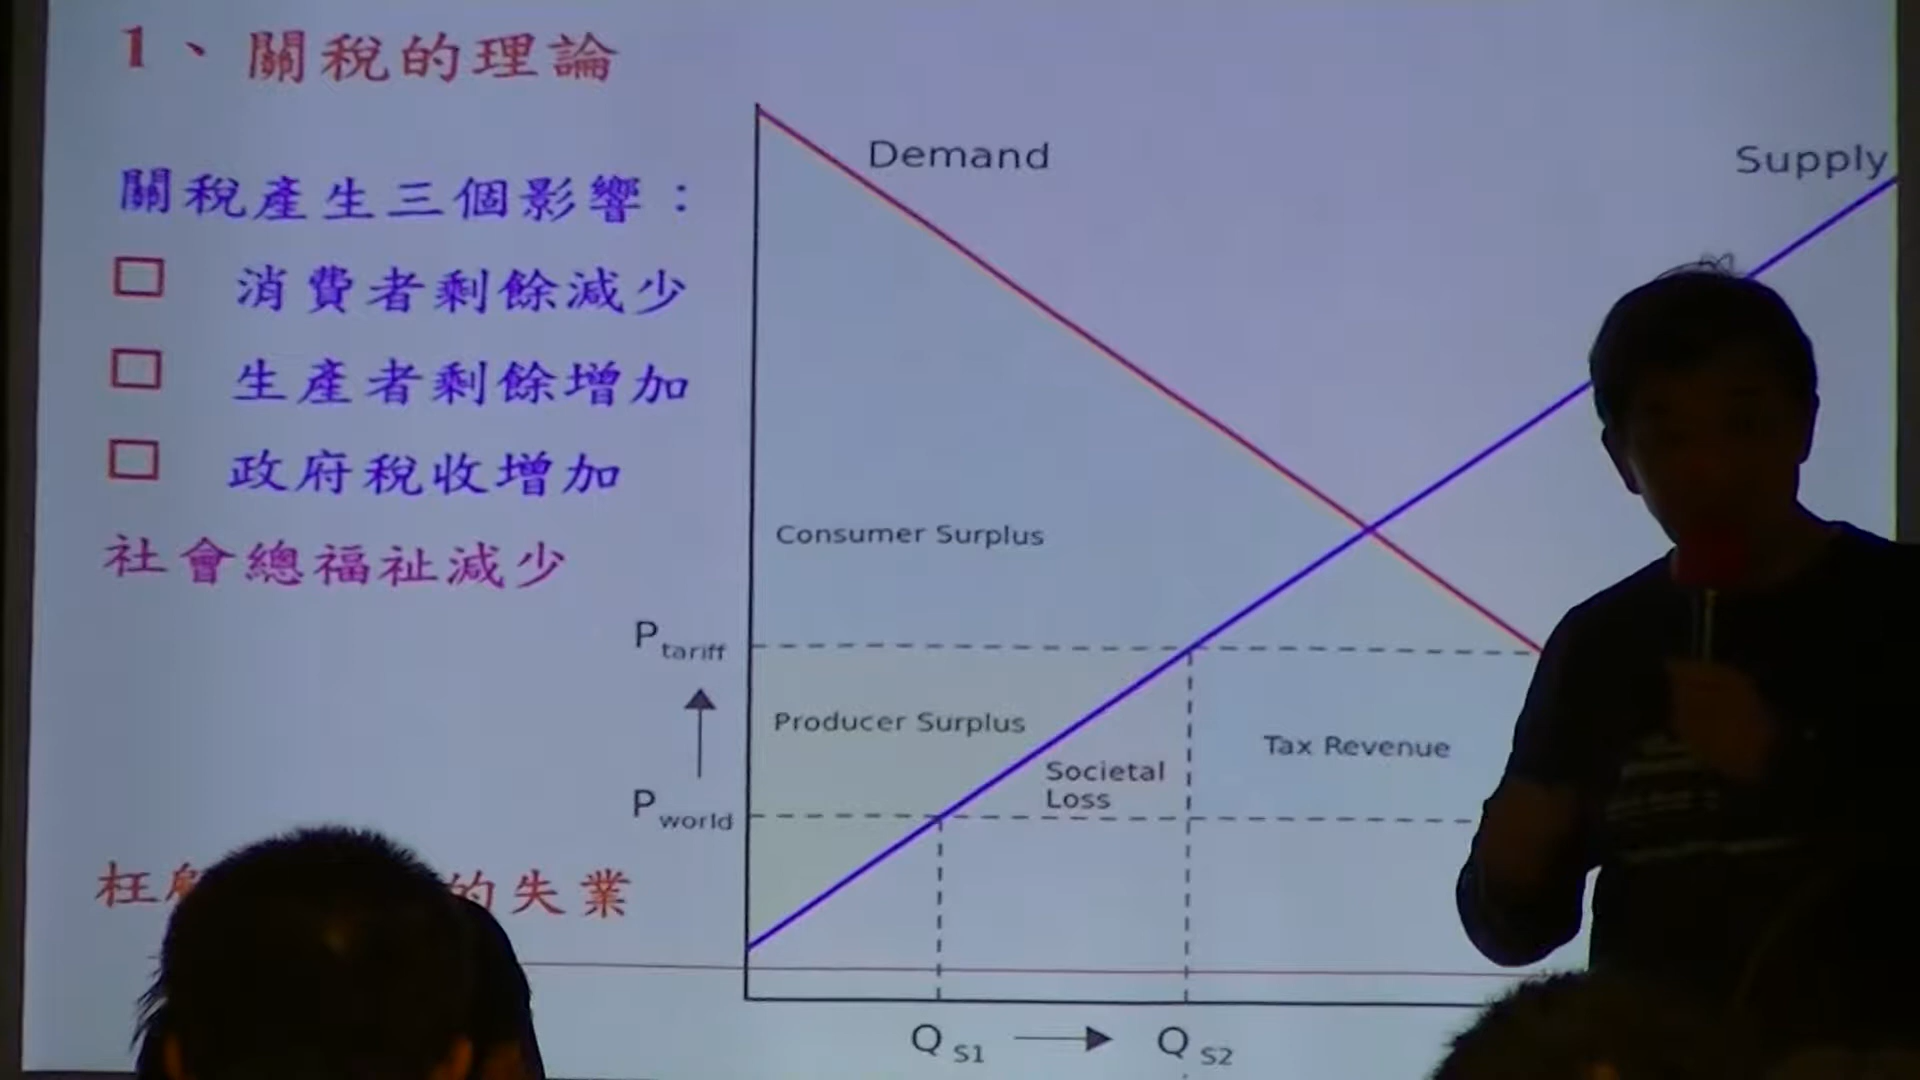 1、關稅的理論
關稅產生三個影響：
消費者剩餘減少
生產者剩餘增加
政府稅收增加
社會總福祉減少
枉顧
的失業
Demand
Supply
Consumer Surplus
P tariff
Producer Surplus
Tax Revenue
Societal
Loss
P world
Q S1
Q S2